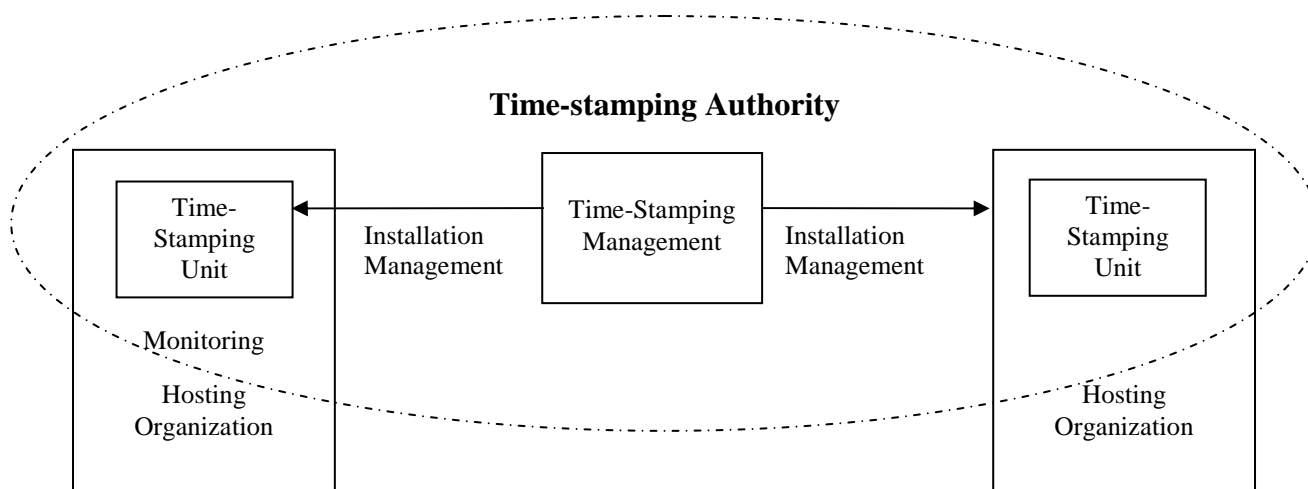 Time-stamping Authority
Time-
Stamping
Unit
Installation
Management
Time-Stamping
Management
Installation
Management
Time-
Stamping
Unit
Monitoring
Hosting
Organization
Hosting
Organization